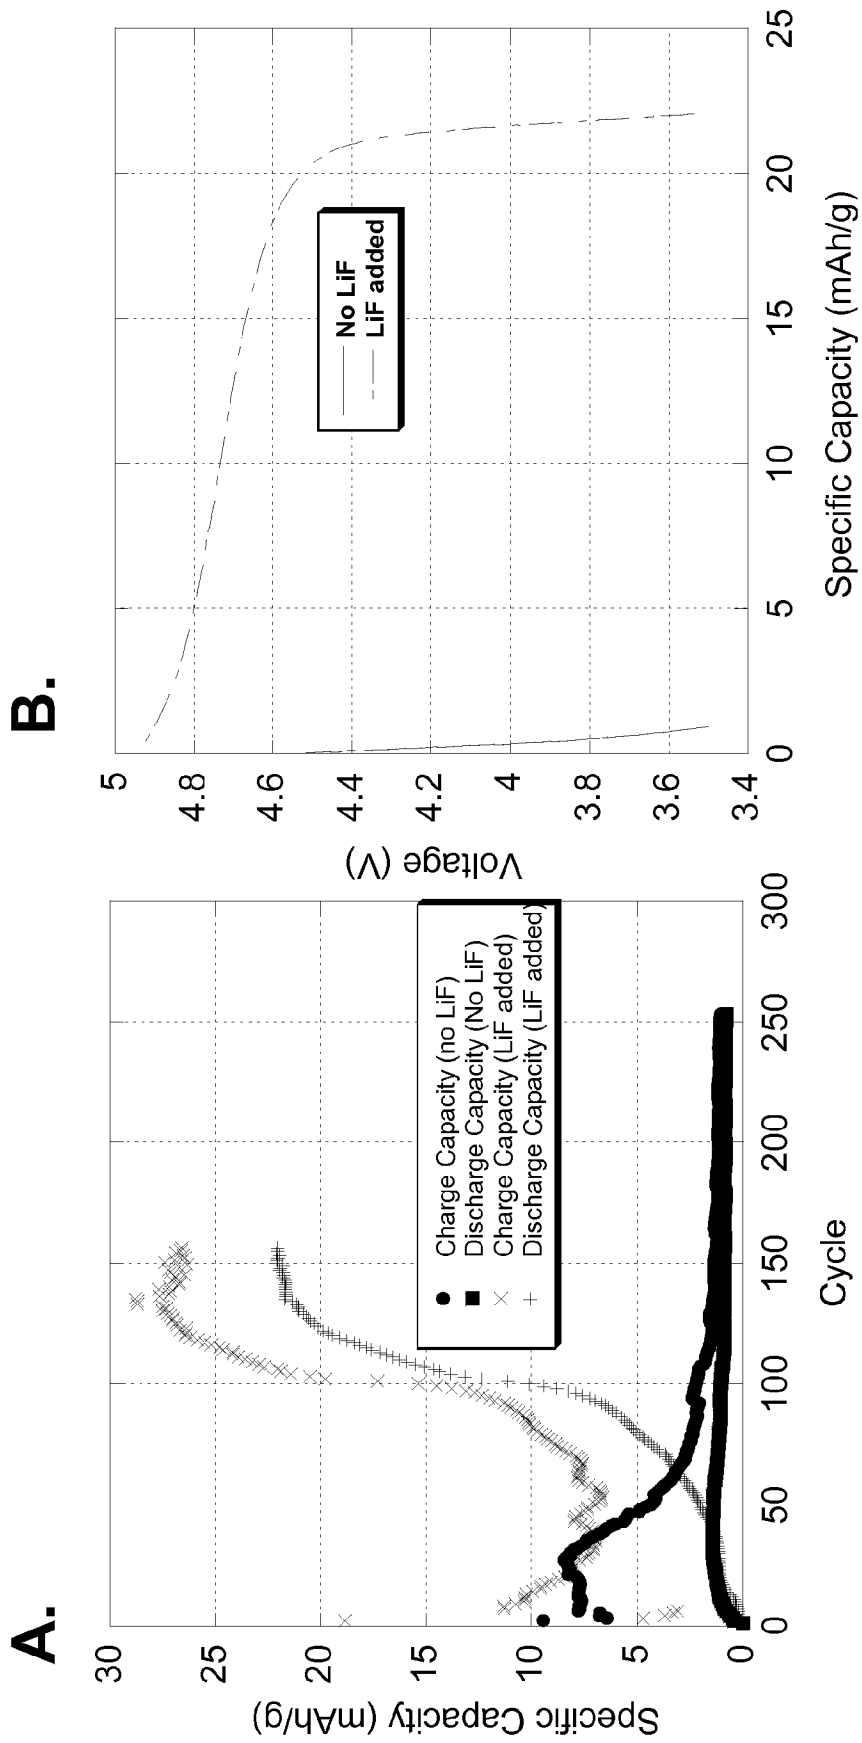 A.
30
25
20
15
10
5
0
Specific Capacity (mAh/g)
0
50
100
150
200
250
300
Cycle
Charge Capacity (no LiF)
Discharge Capacity (No LiF)
Charge Capacity (LiF added)
Discharge Capacity (LiF added)
B.
5
4.8
4.6
4.4
4.2
4
3.8
3.6
3.4
Voltage (V)
0
5
10
15
20
25
Specific Capacity (mAh/g)
No LiF
LiF added